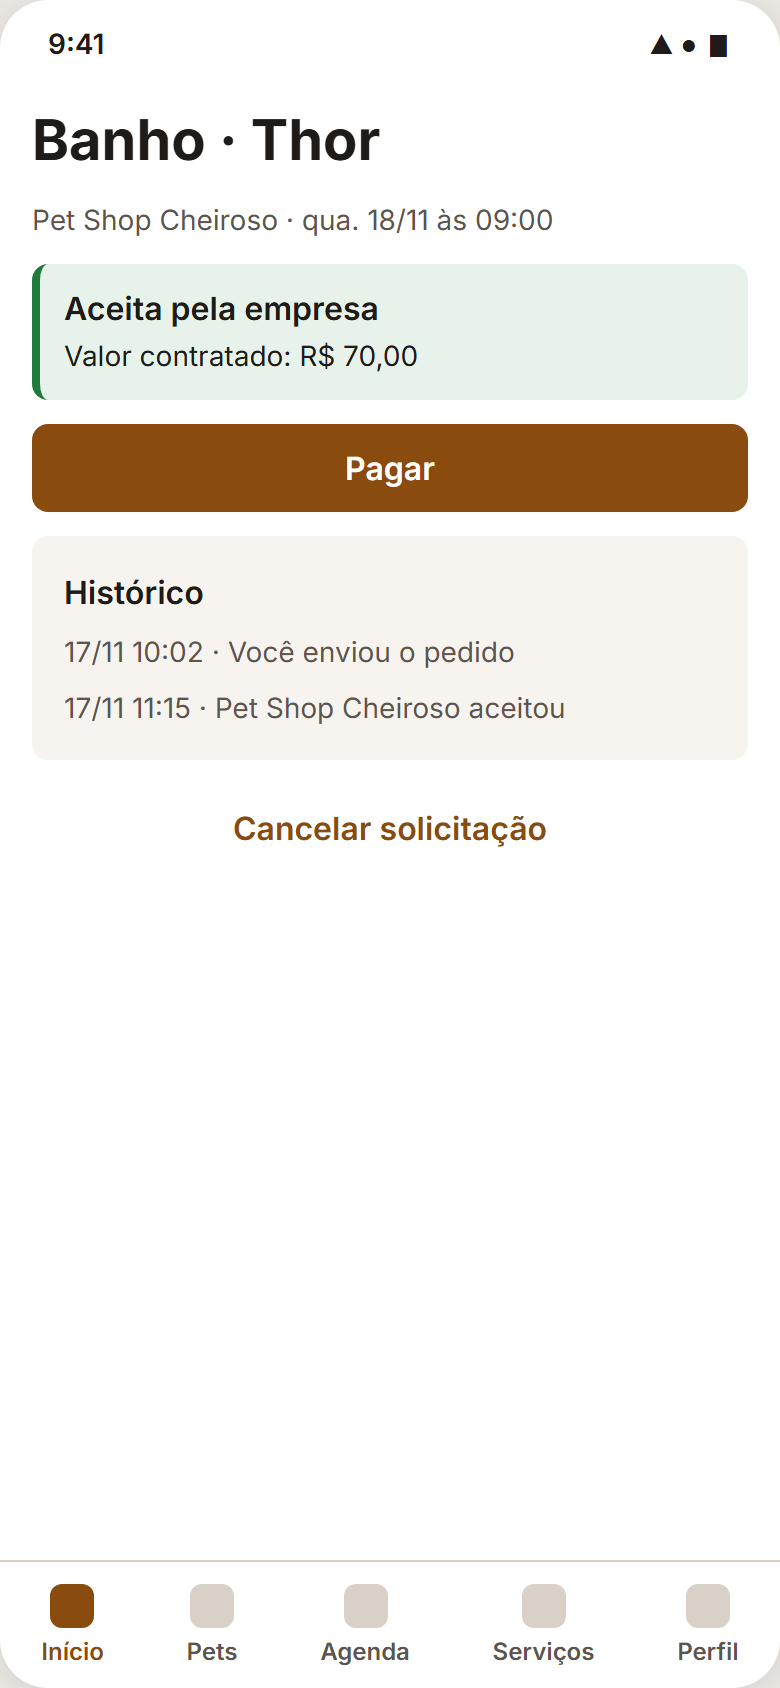 9:41
Banho · Thor
Pet Shop Cheiroso · qua. 18/11 às 09:00
Aceita pela empresa
Valor contratado: R$ 70,00
Pagar
Histórico
17/11 10:02 · Você enviou o pedido
17/11 11:15 · Pet Shop Cheiroso aceitou
Cancelar solicitação
Início Pets Agenda Serviços Perfil